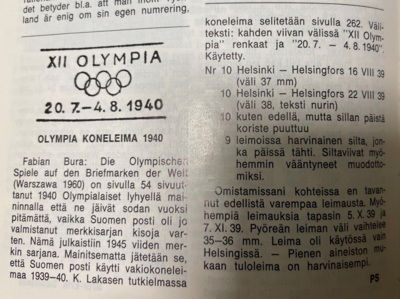 det betyder bl.a. att man inom
land är enig om sin egen numrering,
XII OLYMPIA
20.7.–4.8.1940
OLYMPIA KONELEIMA 1940
Fabian Bura: Die Olympischen
Spiele auf den Briefmarken der Welt
(Warszawa 1960) on sivulla 54 sivuut-
tanut 1940 Olympialaiset lyhyellä mai-
ninnalla että ne jäivät sodan vuoksi
pitämättä, vaikka Suomen posti oli jo
valmistanut merkkisarjan kisoja var-
ten. Nämä julkaistiin 1945 viiden mer-
kin sarjana. Mainitsematta jätetään se,
että Suomen posti käytti vakiokoneleі-
maa 1939-40. K. Lakasen tutkielmassa
koneleima selitetään sivulla 262. Väli-
teksti: kahden viivan välissä "XII Olym-
pia" renkaat ja "20.7. – 4.8.1940".
Käytetty.
Nr 10 Helsinki – Helsingfors 16 VIII 39
(väli 37 mm)
Nr 10 Helsinki – Helsingfors 22 VIII 39
(väli 38, teksti nurin)
10 kuten edellä, mutta sillan päistä
koriste puuttuu
9 leimoissa harvinainen silta, jon-
ka päissä tähti. Siltaviivat myö-
hemmin vääntyneet muodotto-
miksi.
Omistamissani kohteissa en tavan-
nut edellistä varempaa leimausta. Myö-
hempiä leimauksia tapasin 5.X.39 ja
7.XI.39. Pyöreän leiman väli vaihtelee
35–36 mm. Leima oli käytössä vain
Helsingissä. – Pienen aineiston mu-
kaan tuloleima on harvinaisempi.
PS